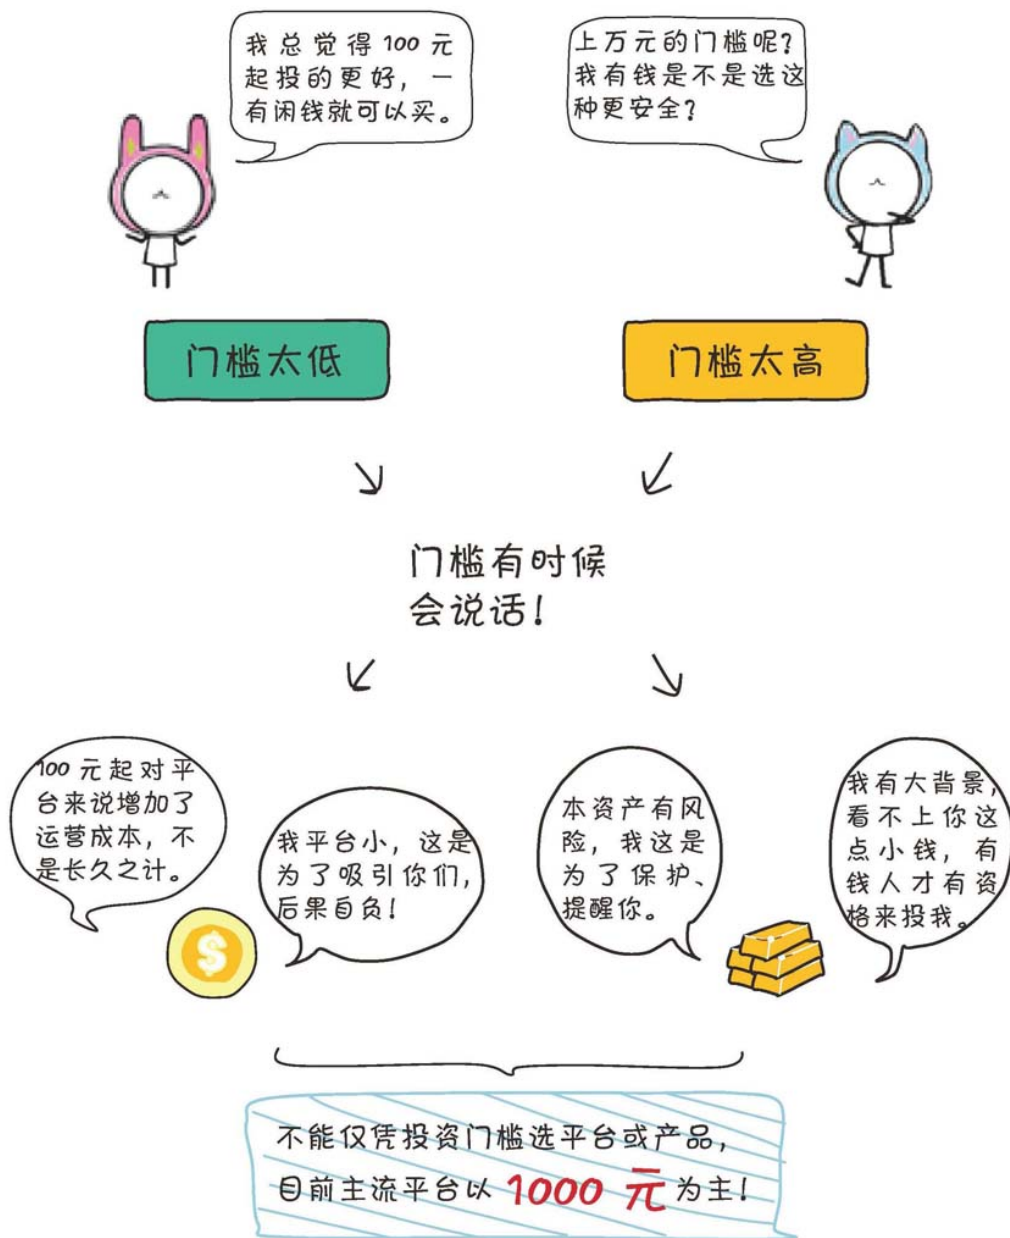 我总觉得100元
起投的更好，一
有闲钱就可以买。
上万元的门槛呢？
我有钱是不是选这
种更安全？
门槛太低
门槛太高
门槛有时候
会说话！
100元起对平
台来说增加了
运营成本，不
是长久之计。
我平台小，这是
为了吸引你们，
后果自负！
本资产有风
险，我这是
为了保护、
提醒你。
我有大背景，
看不上你这
点小钱，有
钱人才有资
格来投我。
$
不能仅凭投资门槛选平台或产品，
目前主流平台以1000元为主！